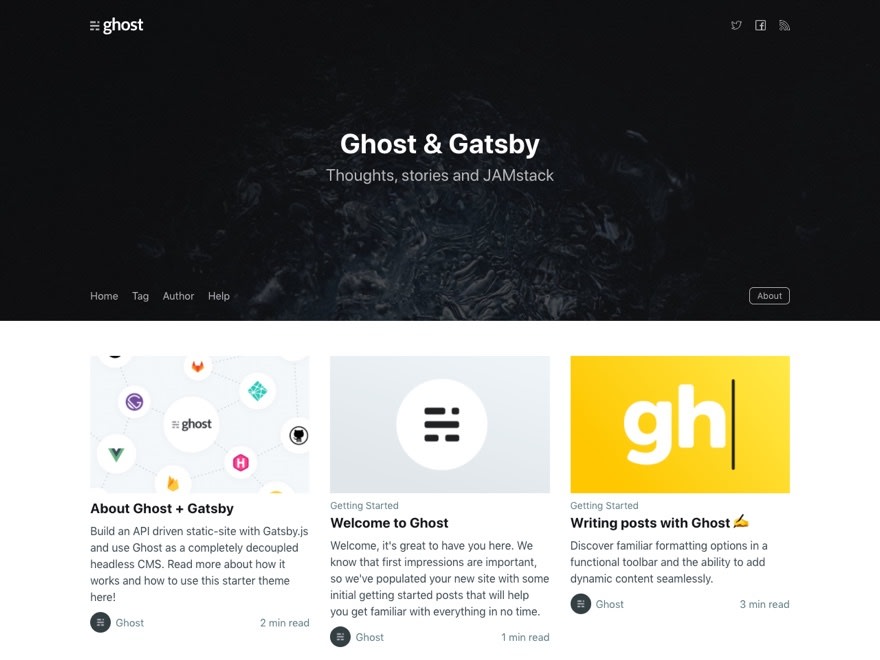 ghost
Ghost & Gatsby
Thoughts, stories and JAMstack
Home Tag Author Help
About
ghost
About Ghost + Gatsby
Build an API driven static-site with Gatsby.js
and use Ghost as a completely decoupled
headless CMS. Read more about how it
works and how to use this starter theme
here!
Ghost
2 min read
Getting Started
Welcome to Ghost
Welcome, it's great to have you here. We
know that first impressions are important,
so we've populated your new site with some
initial getting started posts that will help
you get familiar with everything in no time.
Ghost
1 min read
gh
Getting Started
Writing posts with Ghost ✍️
Discover familiar formatting options in a
functional toolbar and the ability to add
dynamic content seamlessly.
Ghost
3 min read